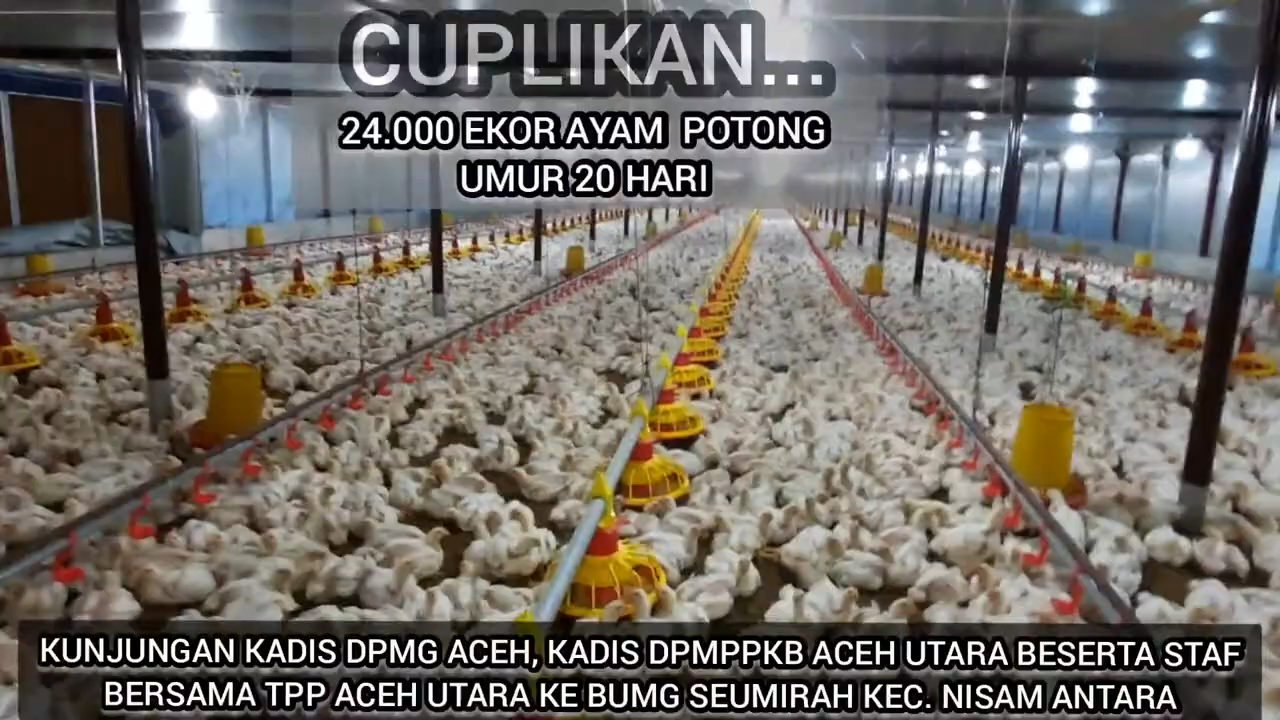 CUPLIKAN...
24.000 EKOR AYAM POTONG
UMUR 20 HARI
KUNJUNGAN KADIS DPMG ACEH, KADIS DPMPPKB ACEH UTARA BESERTA STAF
BERSAMA TPP ACEH UTARA KE BUMG SEUMIRAH KEC. NISAM ANTARA